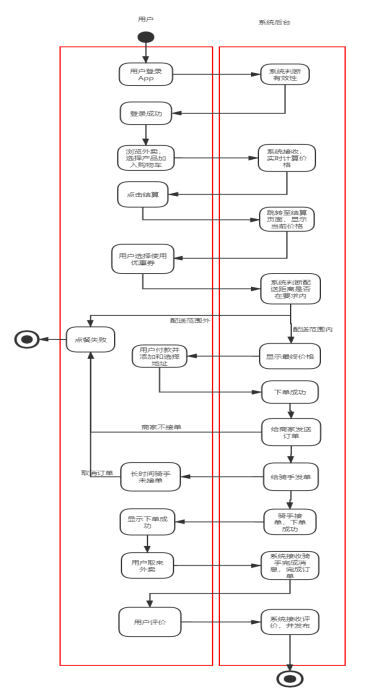 用户
系统后台
用户登录
App
系统判断
有效性
登录成功
浏览外卖，
选择产品加
入购物车
系统接收，
实时计算价
格
点击结算
跳转至结算
页面，显示
当前价格
用户选择使用
优惠券
系统判断配
送距离是否
在要求内
配送范围外
配送范围内
点餐失败
用户付款并
添加和选择
地址
显示最终价格
下单成功
商家不接单
给商家发送
订单
取消订单
长时间骑手
未接单
给骑手发单
显示下单成
功
骑手接
单，下单
成功
用户取来
外卖
系统接收骑
手完成消
息，完成订
单
用户评价
系统接收评
价，并发布